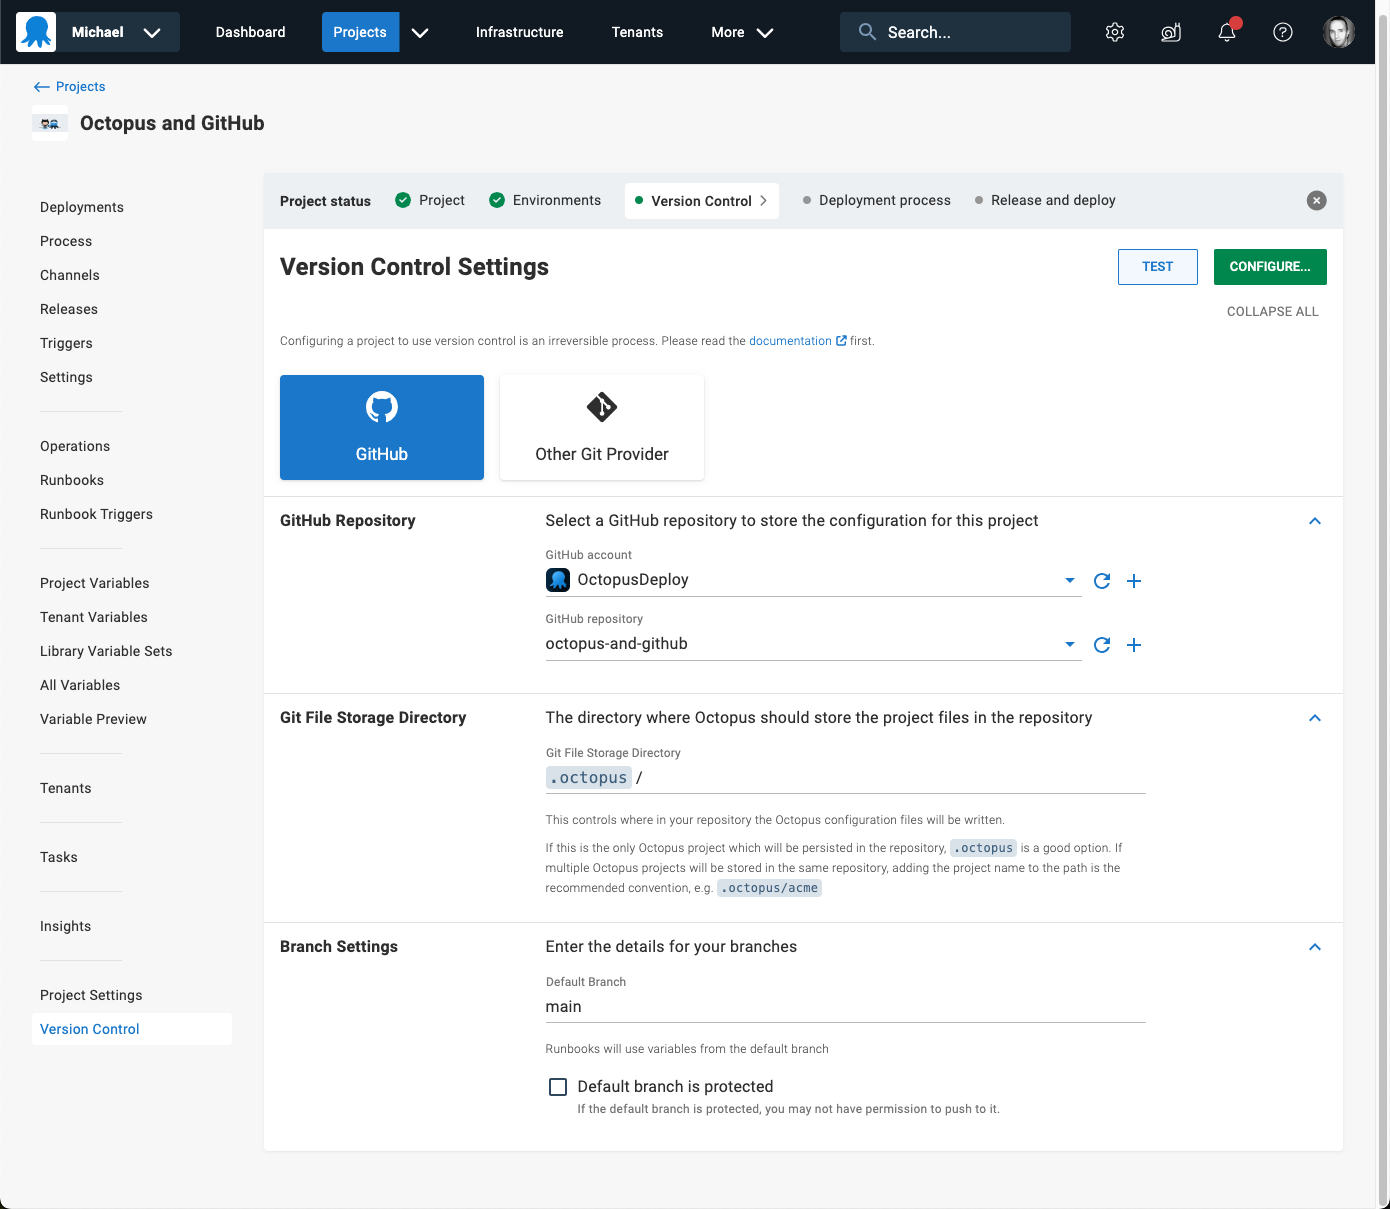 Michael
Dashboard
Projects
Infrastructure
Tenants
More
Search...
Projects
Octopus and GitHub
Deployments
Process
Channels
Releases
Triggers
Settings
Operations
Runbooks
Runbook Triggers
Project Variables
Tenant Variables
Library Variable Sets
All Variables
Variable Preview
Tenants
Tasks
Insights
Project Settings
Version Control
Project status
Project
Environments
Version Control
Deployment process
Release and deploy
Version Control Settings
TEST
CONFIGURE...
COLLAPSE ALL
Configuring a project to use version control is an irreversible process. Please read the documentation first.
GitHub
Other Git Provider
GitHub Repository
Select a GitHub repository to store the configuration for this project
GitHub account
OctopusDeploy
GitHub repository
octopus-and-github
Git File Storage Directory
The directory where Octopus should store the project files in the repository
Git File Storage Directory
.octopus /
This controls where in your repository the Octopus configuration files will be written.
If this is the only Octopus project which will be persisted in the repository, .octopus is a good option. If
multiple Octopus projects will be stored in the same repository, adding the project name to the path is the
recommended convention, e.g. .octopus/acme
Branch Settings
Enter the details for your branches
Default Branch
main
Runbooks will use variables from the default branch
Default branch is protected
If the default branch is protected, you may not have permission to push to it.